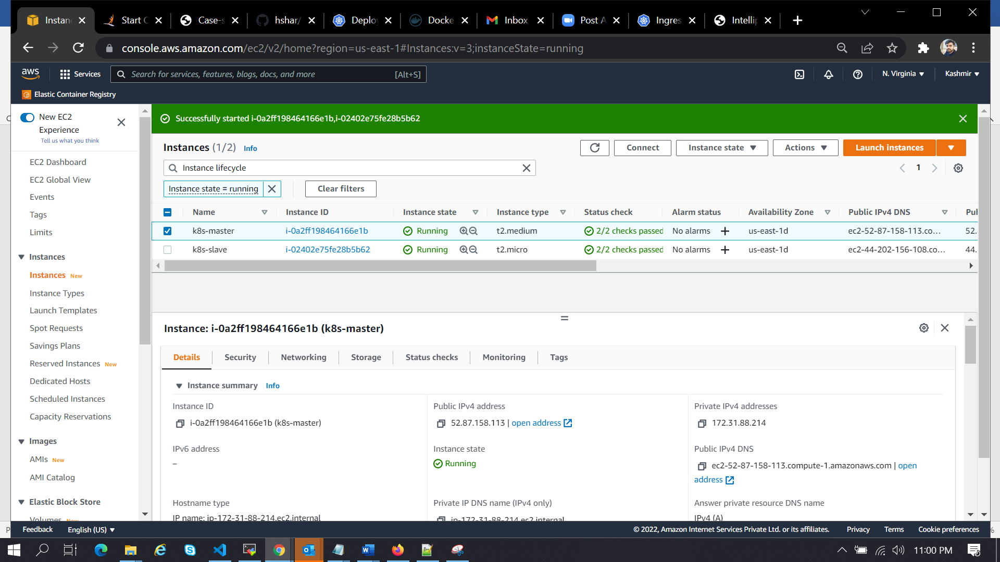 Instan
Start C
Case-s
hshar/
Deploy
Docke
Inbox
Post A
Ingres
Intellip
console.aws.amazon.com/ec2/v2/home?region=us-east-1#Instances:v=3;instanceState=running
aws
Services
Search for services, features, blogs, docs, and more
[Alt+S]
N. Virginia
Kashmir
Elastic Container Registry
New EC2
Experience
Tell us what you think
EC2 Dashboard
EC2 Global View
Events
Tags
Limits
Instances
Instances New
Instance Types
Launch Templates
Spot Requests
Savings Plans
Reserved Instances New
Dedicated Hosts
Scheduled Instances
Capacity Reservations
Images
AMIs New
AMI Catalog
Elastic Block Store
Volumes New
Successfully started i-0a2ff198464166e1b,i-02402e75fe28b5b62
Instances (1/2) Info
Connect
Instance state
Actions
Launch instances
Instance lifecycle
1
Instance state = running
Clear filters
Name Instance ID Instance state Instance type Status check Alarm status Availability Zone Public IPv4 DNS Pul
k8s-master i-0a2ff198464166e1b Running t2.medium 2/2 checks passed No alarms us-east-1d ec2-52-87-158-113.co... 52.
k8s-slave i-02402e75fe28b5b62 Running t2.micro 2/2 checks passed No alarms us-east-1d ec2-44-202-156-108.co... 44.
Instance: i-0a2ff198464166e1b (k8s-master)
Details Security Networking Storage Status checks Monitoring Tags
Instance summary Info
Instance ID
i-0a2ff198464166e1b (k8s-master)
Public IPv4 address
52.87.158.113 | open address
Private IPv4 addresses
172.31.88.214
IPv6 address
–
Instance state
Running
Public IPv4 DNS
ec2-52-87-158-113.compute-1.amazonaws.com | open
address
Hostname type
IP name: ip-172-31-88-214.ec2.internal
Private IP DNS name (IPv4 only)
ip-172-31-88-214.ec2.internal
Answer private resource DNS name
IPv4 (A)
Feedback
English (US)
© 2022, Amazon Internet Services Private Ltd. or its affiliates.
Privacy
Terms
Cookie preferences
11:00 PM